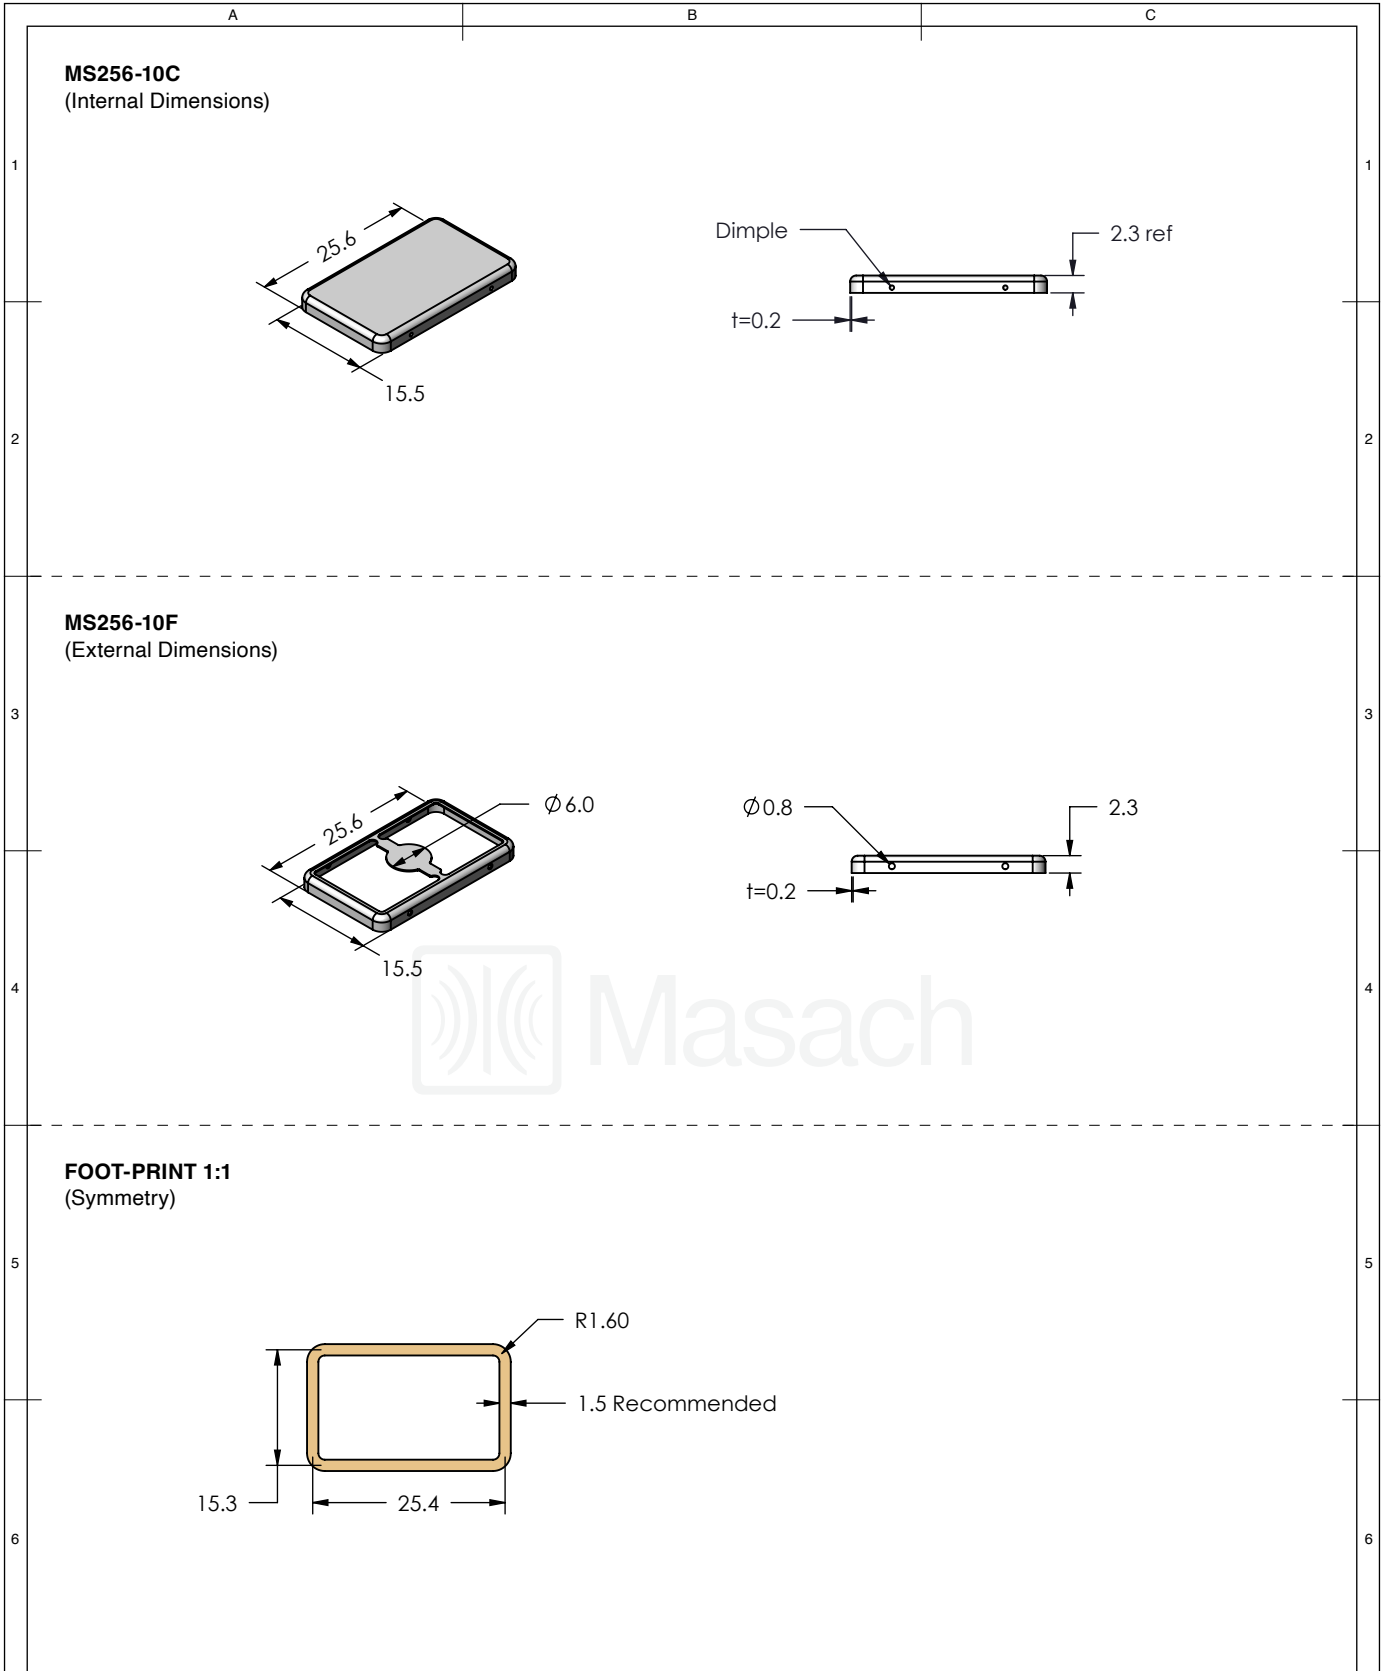 A B C
MS256-10C
(Internal Dimensions)
1 1
25.6
Dimple
2.3 ref
t=0.2
15.5
2 2
MS256-10F
(External Dimensions)
3 3
25.6
Ø6.0
Ø0.8
2.3
t=0.2
15.5
Masach
4 4
FOOT-PRINT 1:1
(Symmetry)
5 5
R1.60
1.5 Recommended
15.3
25.4
6 6